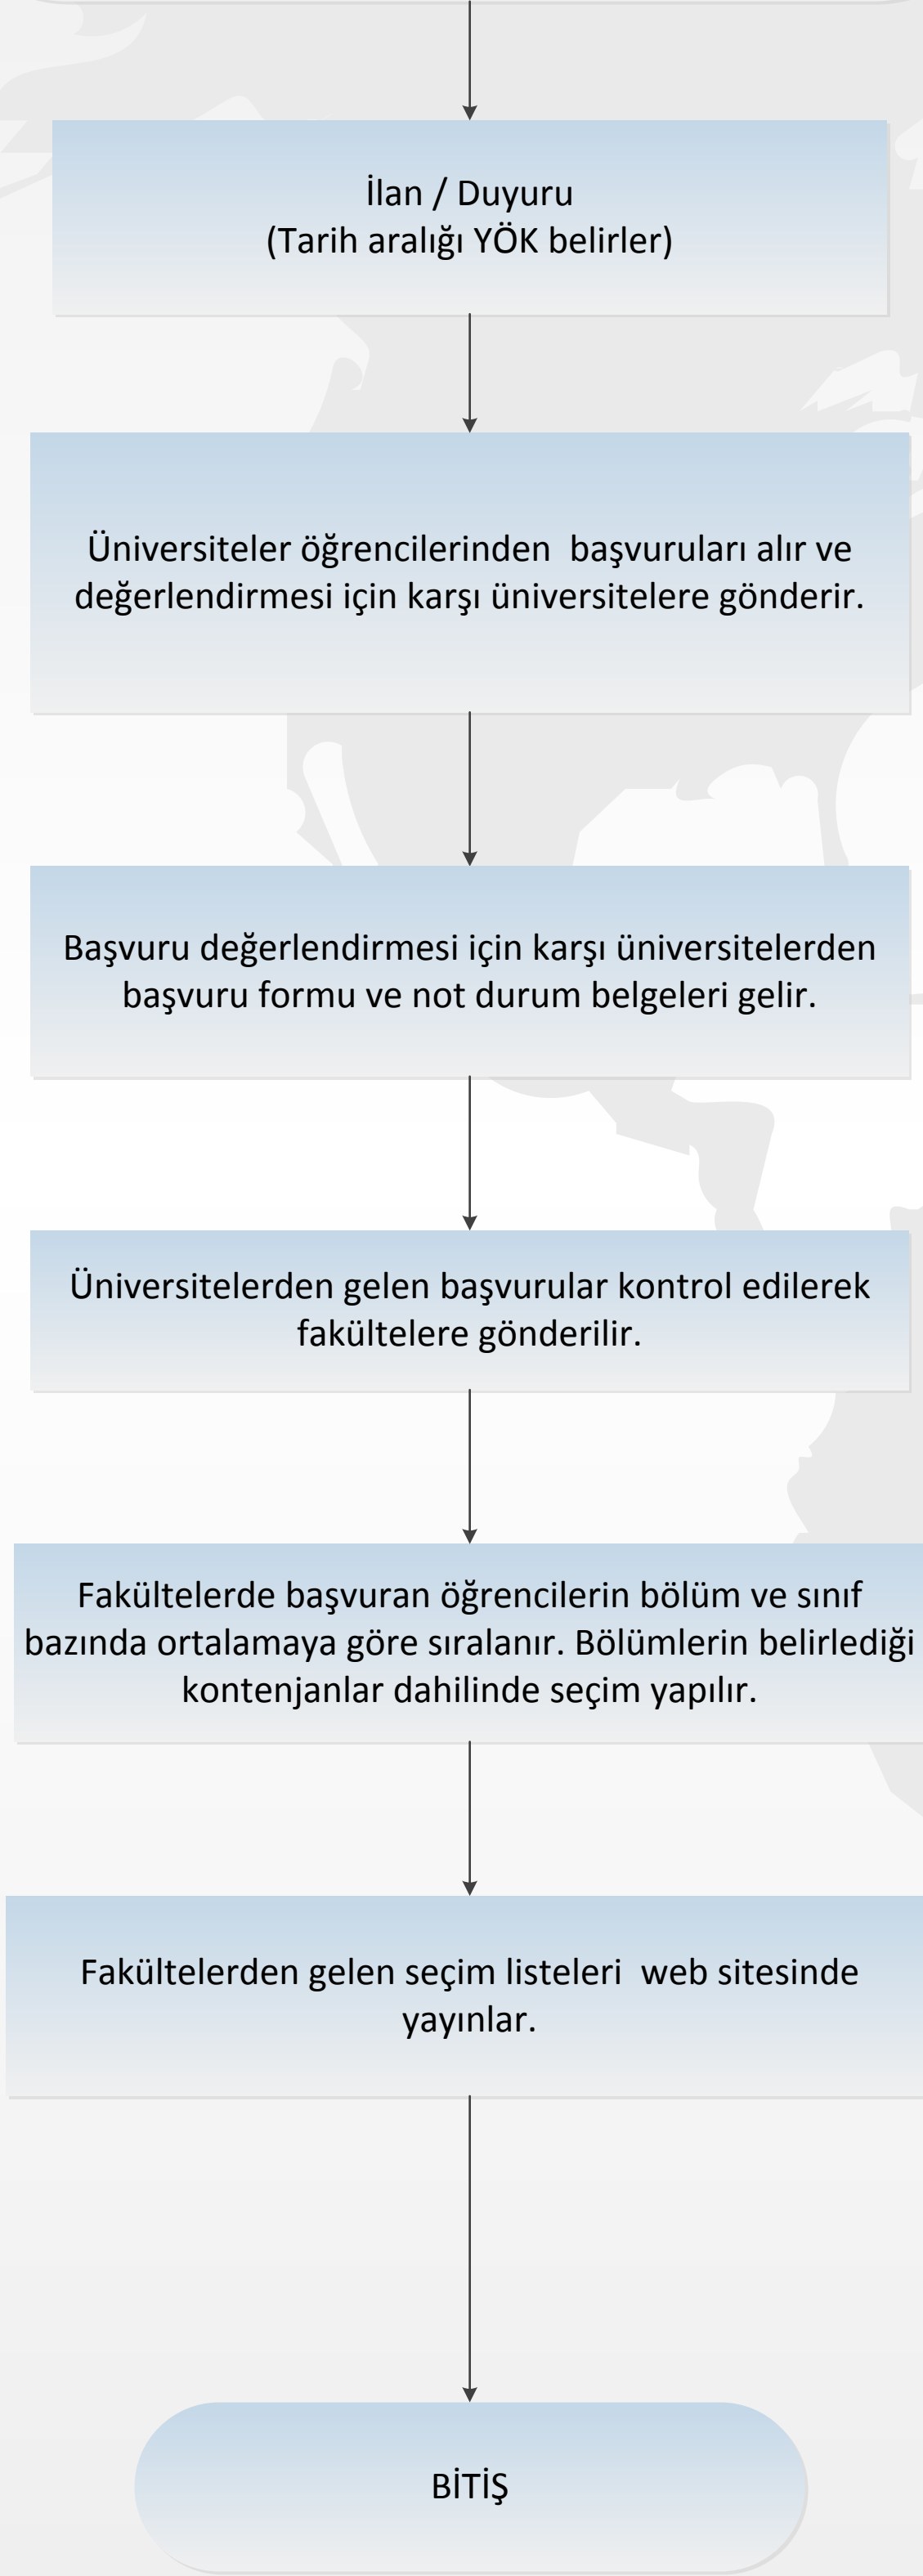 İlan / Duyuru
(Tarih aralığı YÖK belirler)
Üniversiteler öğrencilerinden  başvuruları alır ve
değerlendirmesi için karşı üniversitelere gönderir.
Başvuru değerlendirmesi için karşı üniversitelerden
başvuru formu ve not durum belgeleri gelir.
Üniversitelerden gelen başvurular kontrol edilerek
fakültelere gönderilir.
Fakültelerde başvuran öğrencilerin bölüm ve sınıf
bazında ortalamaya göre sıralanır. Bölümlerin belirlediği
kontenjanlar dahilinde seçim yapılır.
Fakültelerden gelen seçim listeleri  web sitesinde
yayınlar.
BİTİŞ